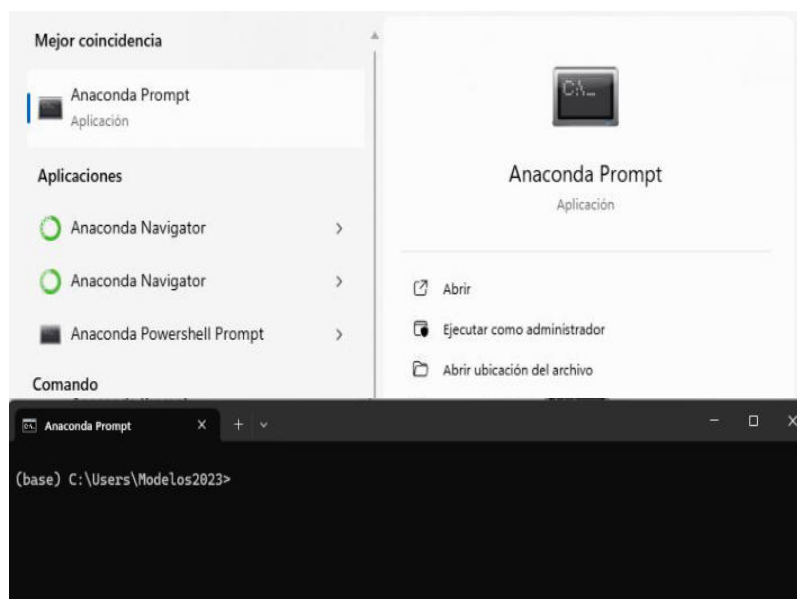 Mejor coincidencia
Anaconda Prompt
Aplicación
Aplicaciones
Anaconda Navigator
Anaconda Navigator
Anaconda Powershell Prompt
Comando
C:\_
Anaconda Prompt
Aplicación
Abrir
Ejecutar como administrador
Abrir ubicación del archivo
Anaconda Prompt
(base) C:\Users\Modelos2023>